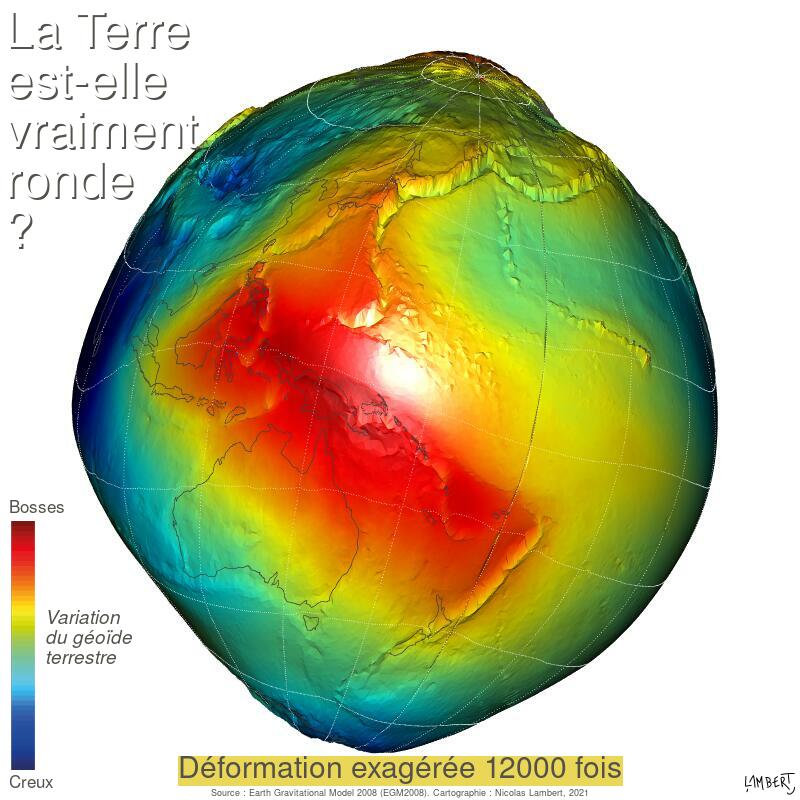 La Terre
est-elle
vraiment
ronde
?
Bosses
Variation
du géoïde
terrestre
Creux
Déformation exagérée 12000 fois
Source : Earth Gravitational Model 2008 (EGM2008). Cartographie : Nicolas Lambert, 2021
LAMBERT